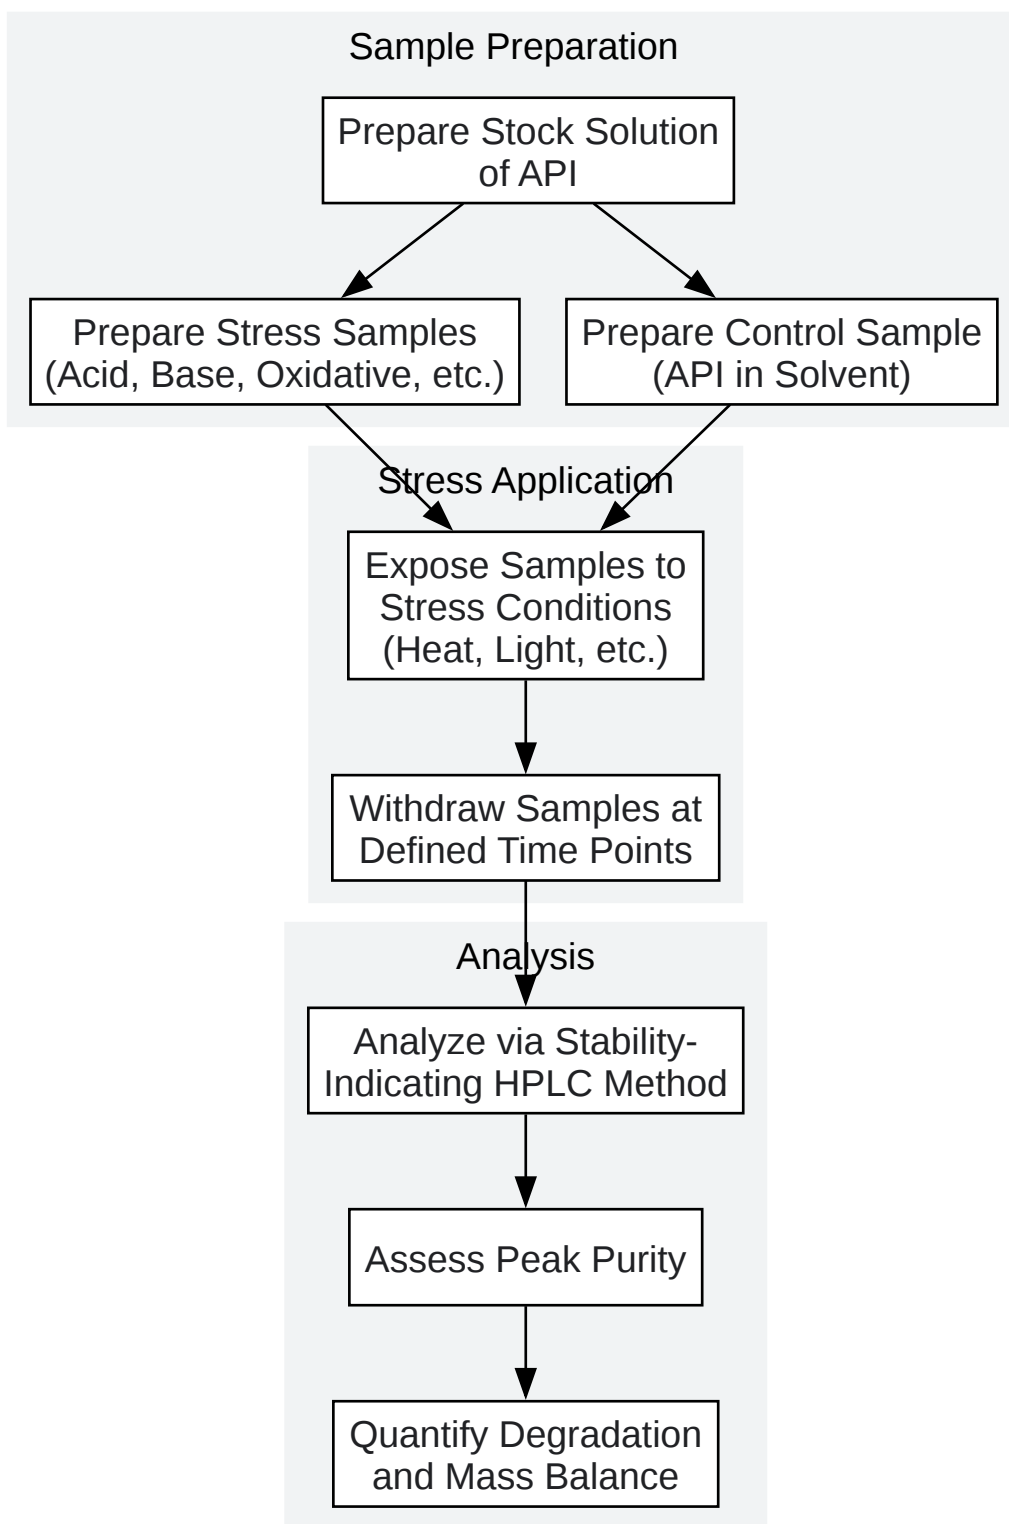 Sample Preparation
Prepare Stock Solution
of API
Prepare Stress Samples
(Acid, Base, Oxidative, etc.)
Prepare Control Sample
(API in Solvent)
Stress Application
Expose Samples to
Stress Conditions
(Heat, Light, etc.)
Withdraw Samples at
Defined Time Points
Analysis
Analyze via Stability-
Indicating HPLC Method
Assess Peak Purity
Quantify Degradation
and Mass Balance